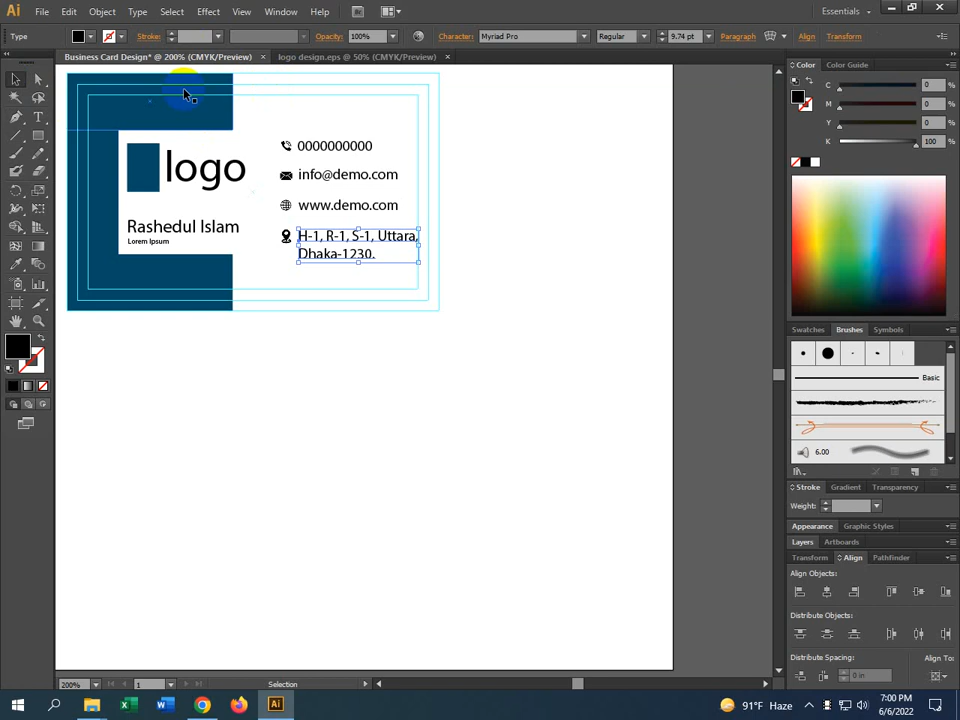 Ai File Edit Object Type Select Effect View Window Help Br Essentials
Type Stroke: Opacity: 100% Character: Myriad Pro Regular 9.74 pt Paragraph Align Transform
Business Card Design* @ 200% (CMYK/Preview) × logo design.eps @ 50% (CMYK/Preview) ×
Color Color Guide
C 0 %
M 0 %
Y 0 %
K 100 %
logo
Rashedul Islam
Lorem Ipsum
0000000000
info@demo.com
www.demo.com
H-1, R-1, S-1, Uttara,
Dhaka-1230.
Swatches Brushes Symbols
Basic
6.00
Stroke Gradient Transparency
Weight:
Appearance Graphic Styles
Layers Artboards
Transform Align Pathfinder
Align Objects:
Distribute Objects:
Distribute Spacing: Align To:
0 in
200% 1 Selection
91°F Haze
7:00 PM
6/6/2022